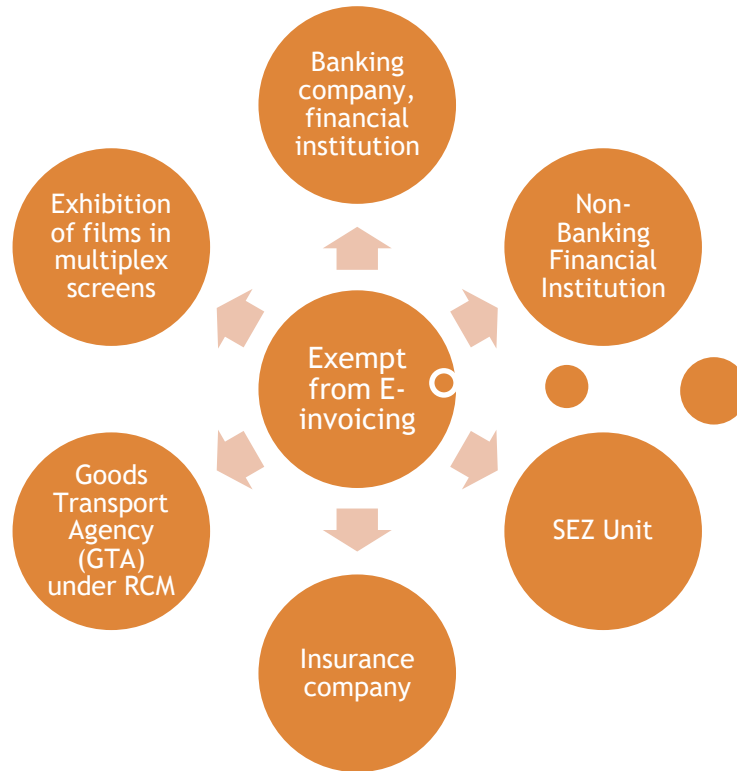 Banking
company,
financial
institution
Exhibition
of films in
multiplex
screens
Non-
Banking
Financial
Institution
Exempt
from E-
invoicing
Goods
Transport
Agency
(GTA)
under RCM
SEZ Unit
Insurance
company